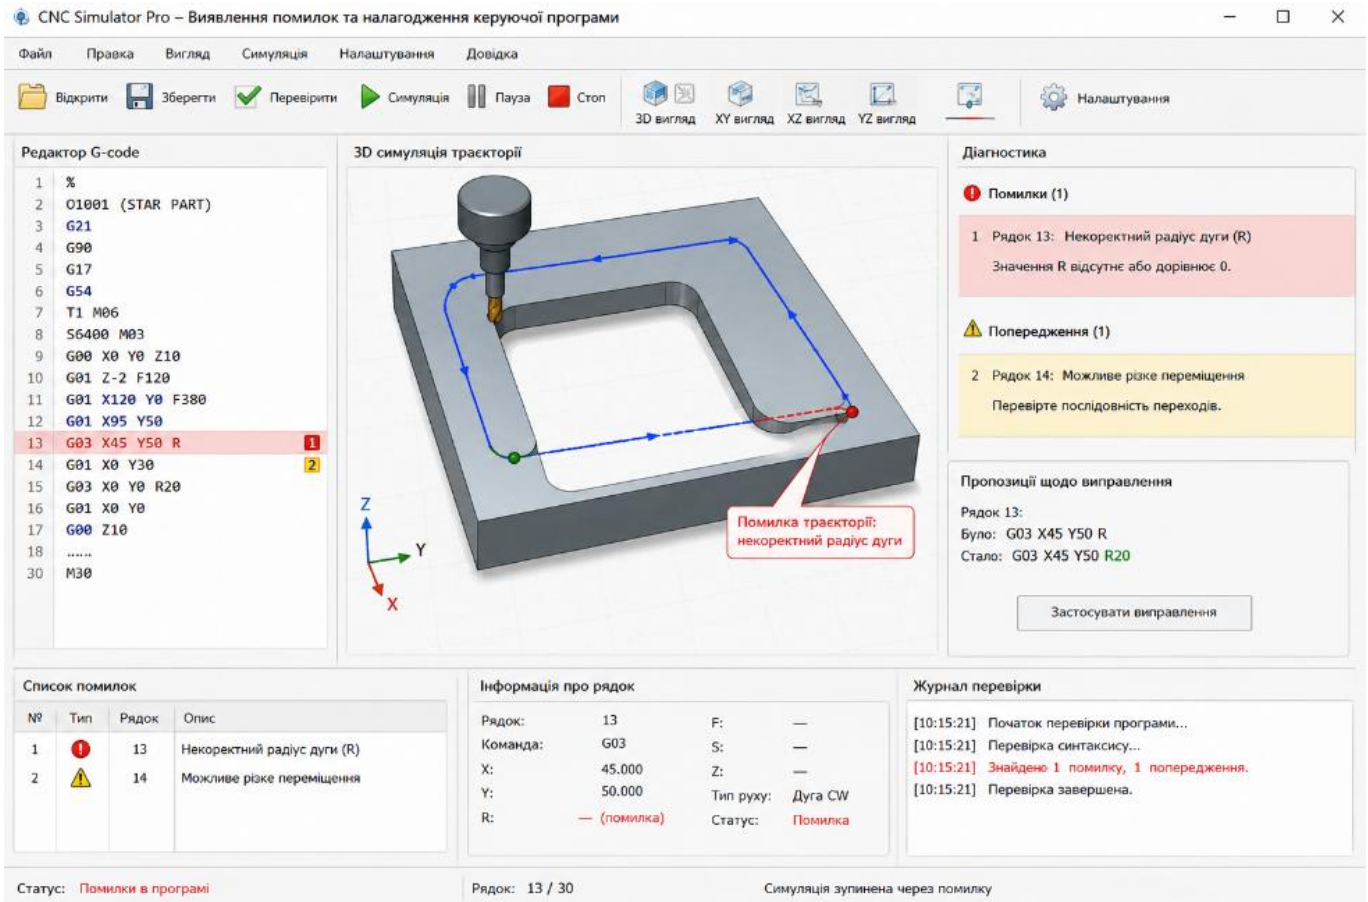 CNC Simulator Pro – Виявлення помилок та налагодження керуючої програми
Файл Правка Вигляд Симуляція Налаштування Довідка
Відкрити Зберегти Перевірити Симуляція Пауза Стоп 3D вигляд XY вигляд XZ вигляд YZ вигляд Налаштування
Редактор G-code
1 %
2 O1001 (STAR PART)
3 G21
4 G90
5 G17
6 G54
7 T1 M06
8 S6400 M03
9 G00 X0 Y0 Z10
10 G01 Z-2 F120
11 G01 X120 Y0 F380
12 G01 X95 Y50
13 G03 X45 Y50 R 1
14 G01 X0 Y30 2
15 G03 X0 Y0 R20
16 G01 X0 Y0
17 G00 Z10
18 ......
30 M30
3D симуляція траєкторії
Помилка траєкторії:
некоректний радіус дуги
Z
Y
X
Діагностика
Помилки (1)
1 Рядок 13: Некоректний радіус дуги (R)
Значення R відсутнє або дорівнює 0.
Попередження (1)
2 Рядок 14: Можливе різке переміщення
Перевірте послідовність переходів.
Пропозиції щодо виправлення
Рядок 13:
Було: G03 X45 Y50 R
Стало: G03 X45 Y50 R20
Застосувати виправлення
Список помилок
№ Тип Рядок Опис
1 13 Некоректний радіус дуги (R)
2 14 Можливе різке переміщення
Інформація про рядок
Рядок: 13 F: —
Команда: G03 S: —
X: 45.000 Z: —
Y: 50.000 Тип руху: Дуга CW
R: — (помилка) Статус: Помилка
Журнал перевірки
[10:15:21] Початок перевірки програми...
[10:15:21] Перевірка синтаксису...
[10:15:21] Знайдено 1 помилку, 1 попередження.
[10:15:21] Перевірка завершена.
Статус: Помилки в програмі Рядок: 13 / 30 Симуляція зупинена через помилку